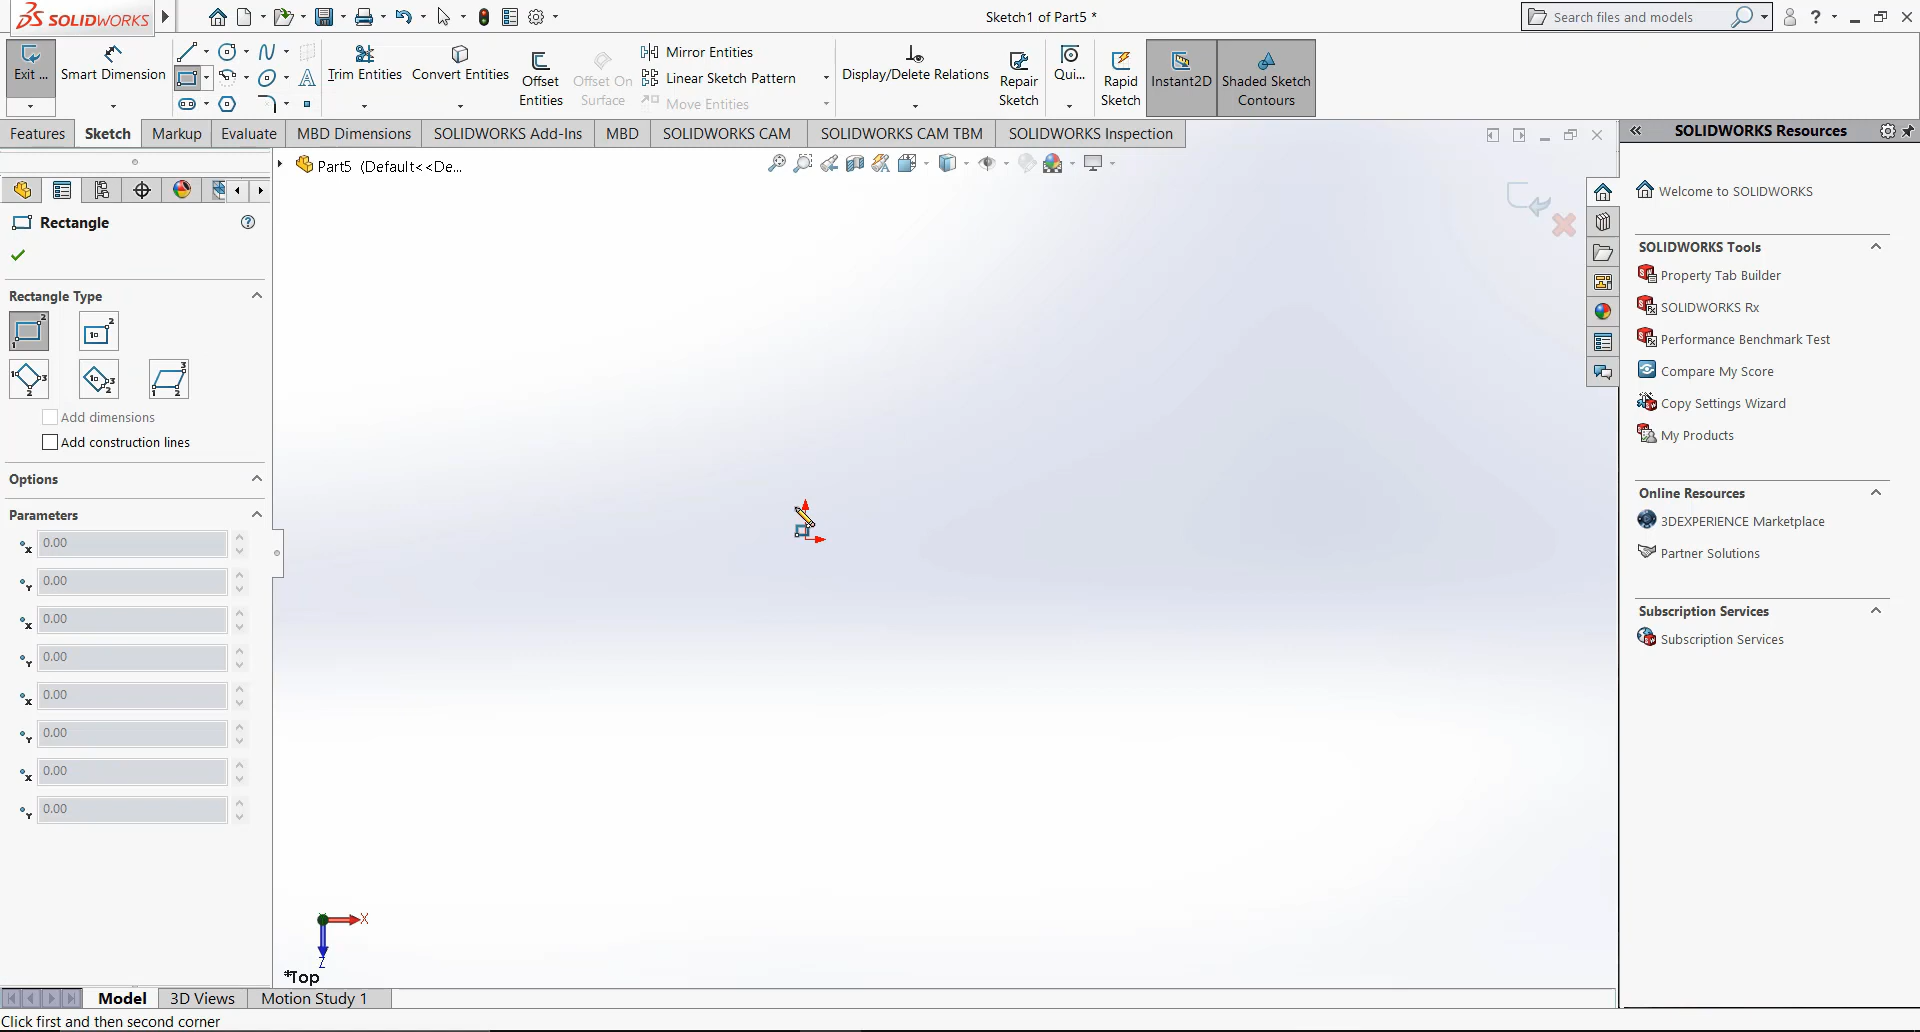 SOLIDWORKS
Sketch1 of Part5 *
Search files and models
Exit ...
Smart Dimension
Trim Entities
Convert Entities
Offset
Entities
Offset On
Surface
Mirror Entities
Linear Sketch Pattern
Move Entities
Display/Delete Relations
Repair
Sketch
Qui...
Rapid
Sketch
Instant2D
Shaded Sketch
Contours
Features
Sketch
Markup
Evaluate
MBD Dimensions
SOLIDWORKS Add-Ins
MBD
SOLIDWORKS CAM
SOLIDWORKS CAM TBM
SOLIDWORKS Inspection
Part5 (Default<<De...
Rectangle
Rectangle Type
Add dimensions
Add construction lines
Options
Parameters
x 0.00
Y 0.00
x 0.00
Y 0.00
x 0.00
Y 0.00
x 0.00
Y 0.00
X
Z
*Top
Model
3D Views
Motion Study 1
Click first and then second corner
SOLIDWORKS Resources
Welcome to SOLIDWORKS
SOLIDWORKS Tools
Property Tab Builder
SOLIDWORKS Rx
Performance Benchmark Test
Compare My Score
Copy Settings Wizard
My Products
Online Resources
3DEXPERIENCE Marketplace
Partner Solutions
Subscription Services
Subscription Services